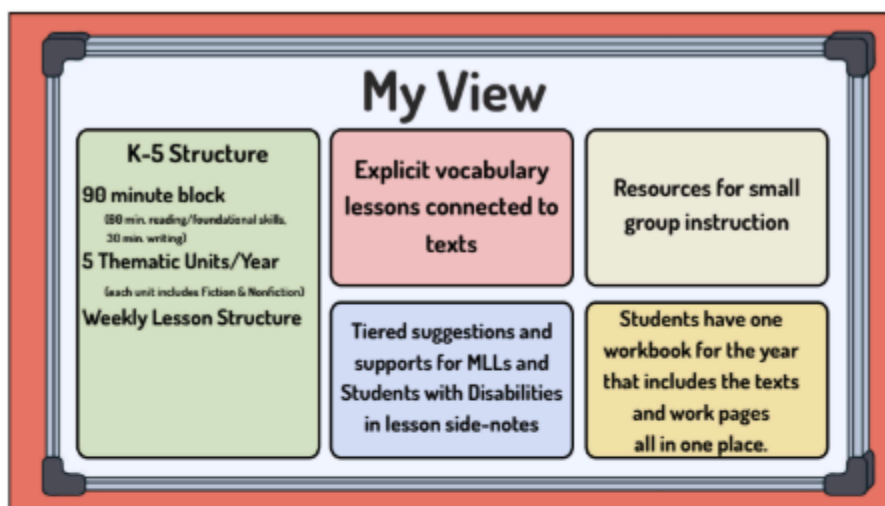 My View
K-5 Structure
90 minute block
(60 min. reading/foundational skills,
30 min. writing)
5 Thematic Units/Year
(each unit includes Fiction & Nonfiction)
Weekly Lesson Structure
Explicit vocabulary
lessons connected to
texts
Resources for small
group instruction
Tiered suggestions and
supports for MLLs and
Students with Disabilities
in lesson side-notes
Students have one
workbook for the year
that includes the texts
and work pages
all in one place.